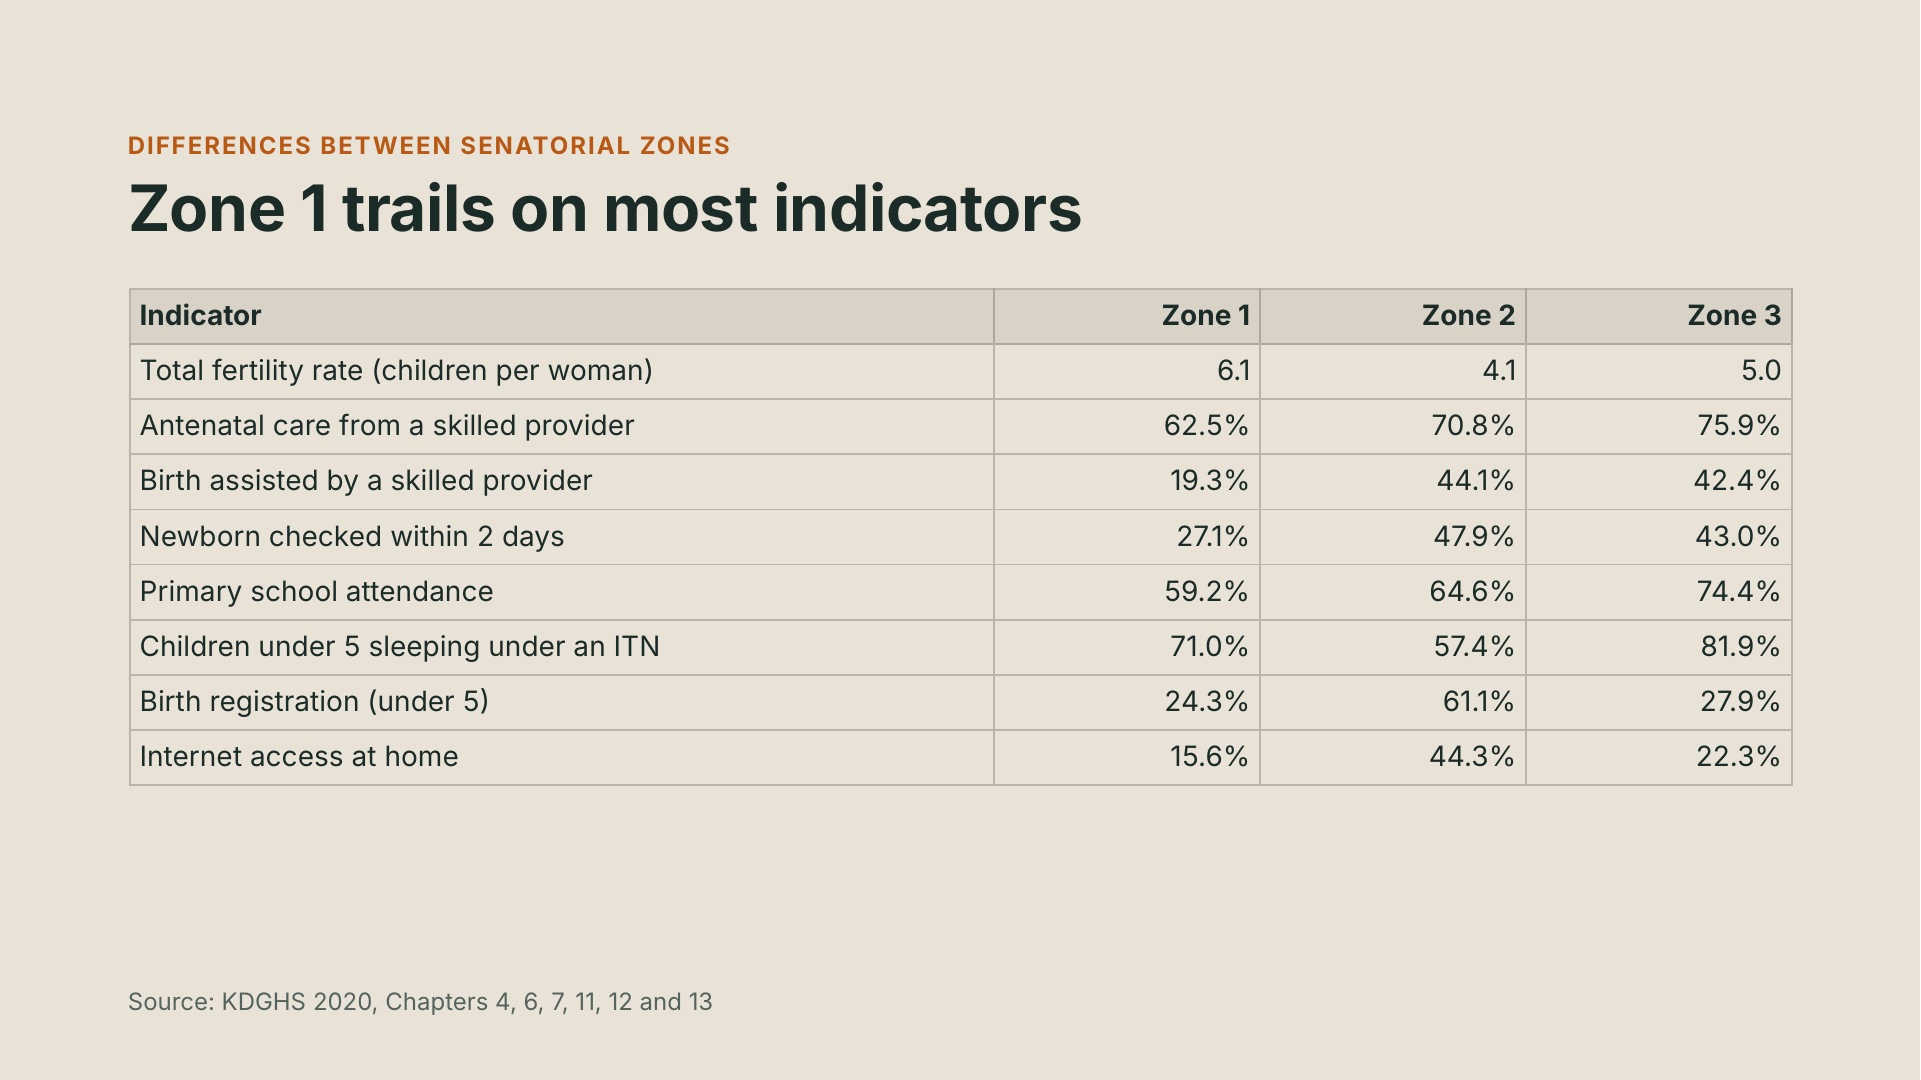 DIFFERENCES BETWEEN SENATORIAL ZONES
Zone 1 trails on most indicators
Indicator Zone 1 Zone 2 Zone 3
Total fertility rate (children per woman) 6.1 4.1 5.0
Antenatal care from a skilled provider 62.5% 70.8% 75.9%
Birth assisted by a skilled provider 19.3% 44.1% 42.4%
Newborn checked within 2 days 27.1% 47.9% 43.0%
Primary school attendance 59.2% 64.6% 74.4%
Children under 5 sleeping under an ITN 71.0% 57.4% 81.9%
Birth registration (under 5) 24.3% 61.1% 27.9%
Internet access at home 15.6% 44.3% 22.3%
Source: KDGHS 2020, Chapters 4, 6, 7, 11, 12 and 13